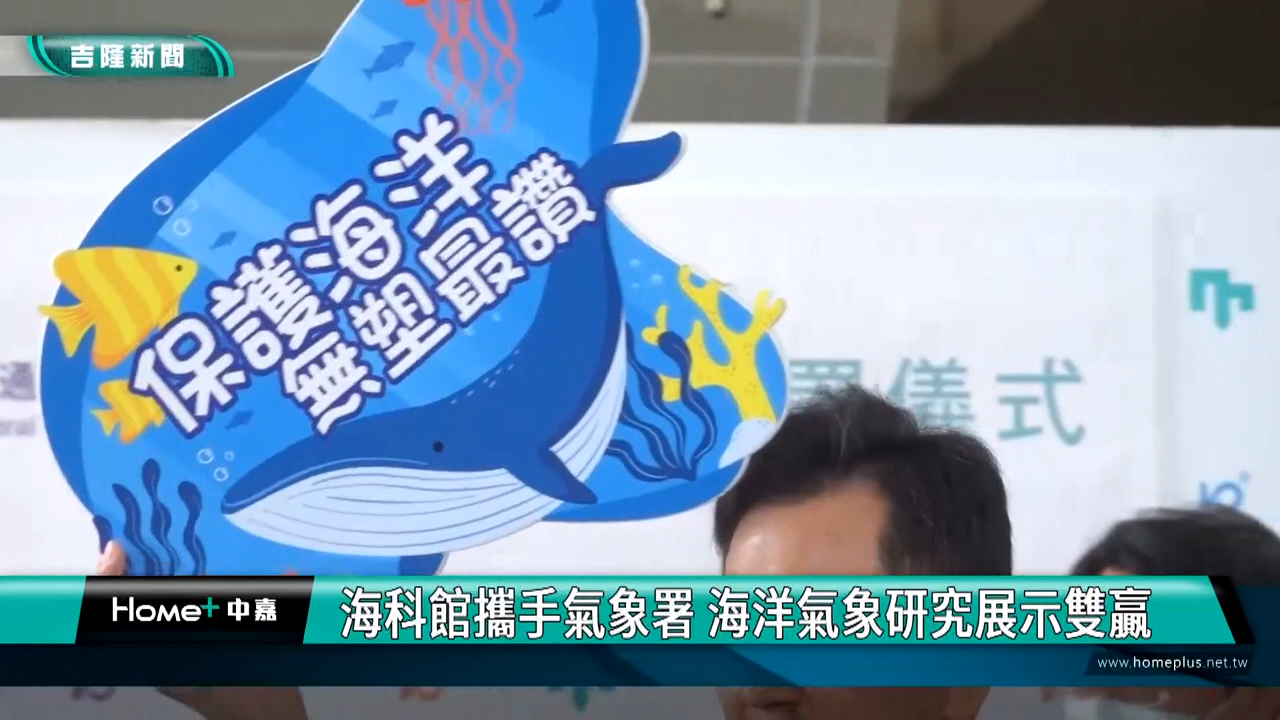 吉隆新聞
保護海洋
無塑最讚
儀式
Home+中嘉
海科館攜手氣象署 海洋氣象研究展示雙贏
www.homeplus.net.tw